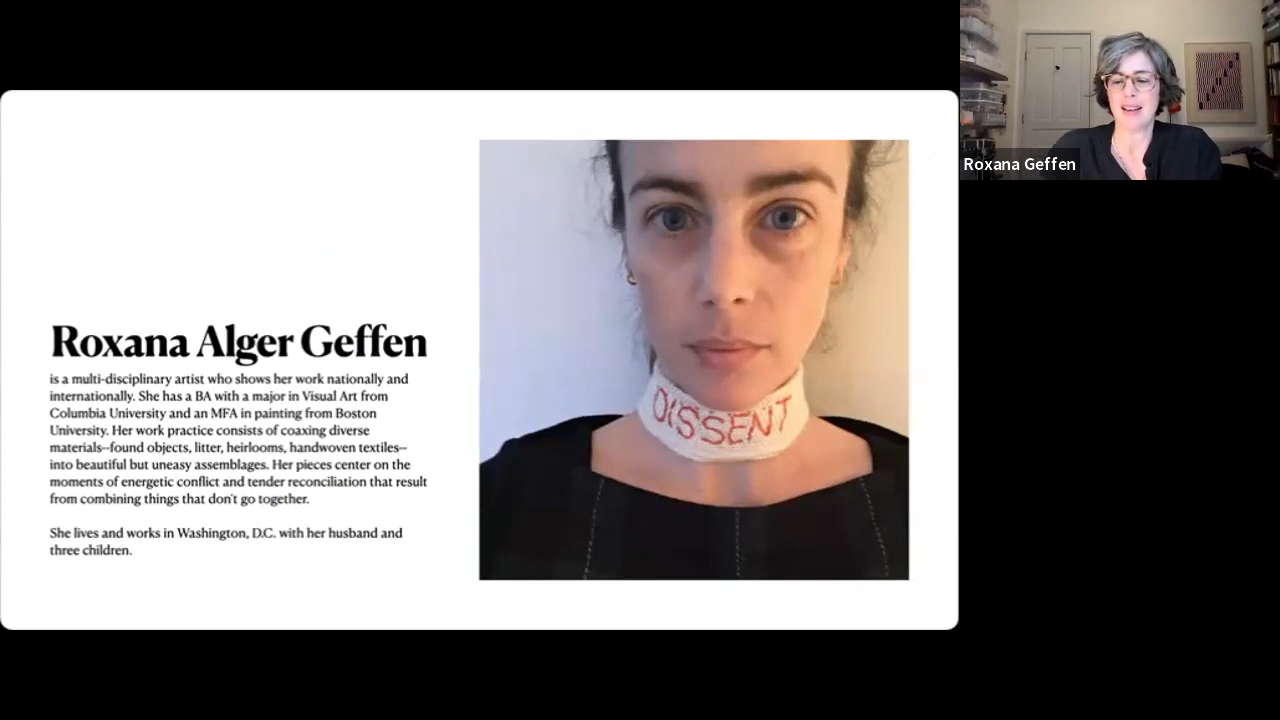 Roxana Geffen
Roxana Alger Geffen
is a multi-disciplinary artist who shows her work nationally and
internationally. She has a BA with a major in Visual Art from
Columbia University and an MFA in painting from Boston
University. Her work practice consists of coaxing diverse
materials--found objects, litter, heirlooms, handwoven textiles--
into beautiful but uneasy assemblages. Her pieces center on the
moments of energetic conflict and tender reconciliation that result
from combining things that don't go together.
She lives and works in Washington, D.C. with her husband and
three children.
DISSENT